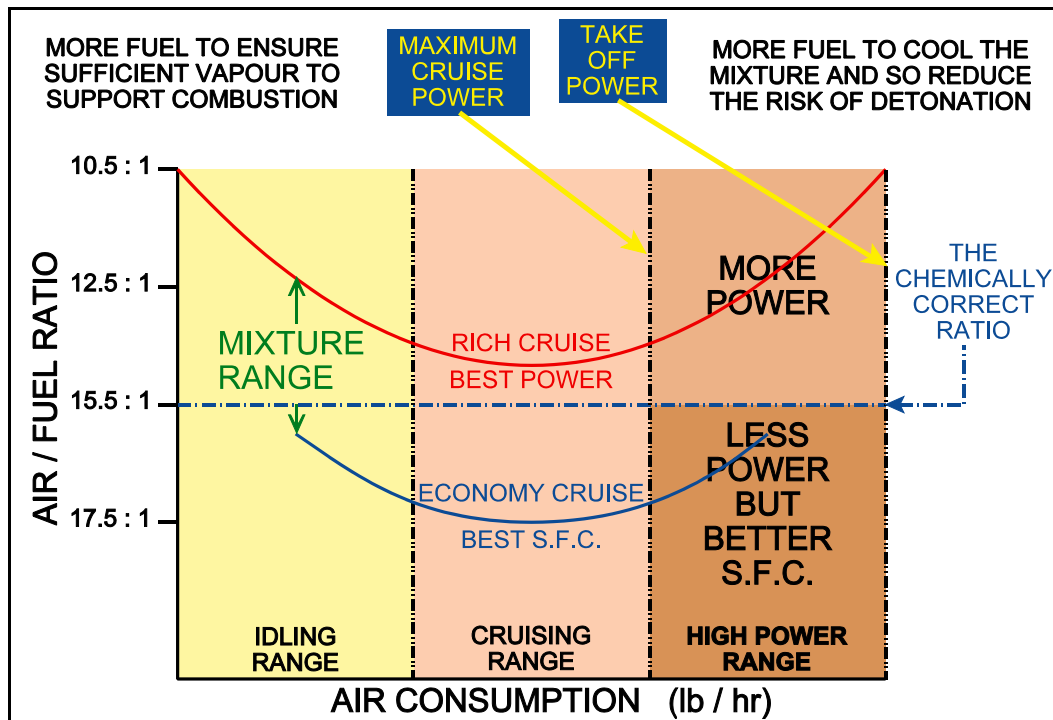 MORE FUEL TO ENSURE
SUFFICIENT VAPOUR TO
SUPPORT COMBUSTION
MAXIMUM
CRUISE
POWER
TAKE
OFF
POWER
MORE FUEL TO COOL THE
MIXTURE AND SO REDUCE
THE RISK OF DETONATION
AIR / FUEL RATIO
10.5 : 1
12.5 : 1
15.5 : 1
17.5 : 1
MIXTURE
RANGE
RICH CRUISE
BEST POWER
MORE
POWER
THE
CHEMICALLY
CORRECT
RATIO
ECONOMY CRUISE
BEST S.F.C.
LESS
POWER
BUT
BETTER
S.F.C.
IDLING
RANGE
CRUISING
RANGE
HIGH POWER
RANGE
AIR CONSUMPTION (lb / hr)